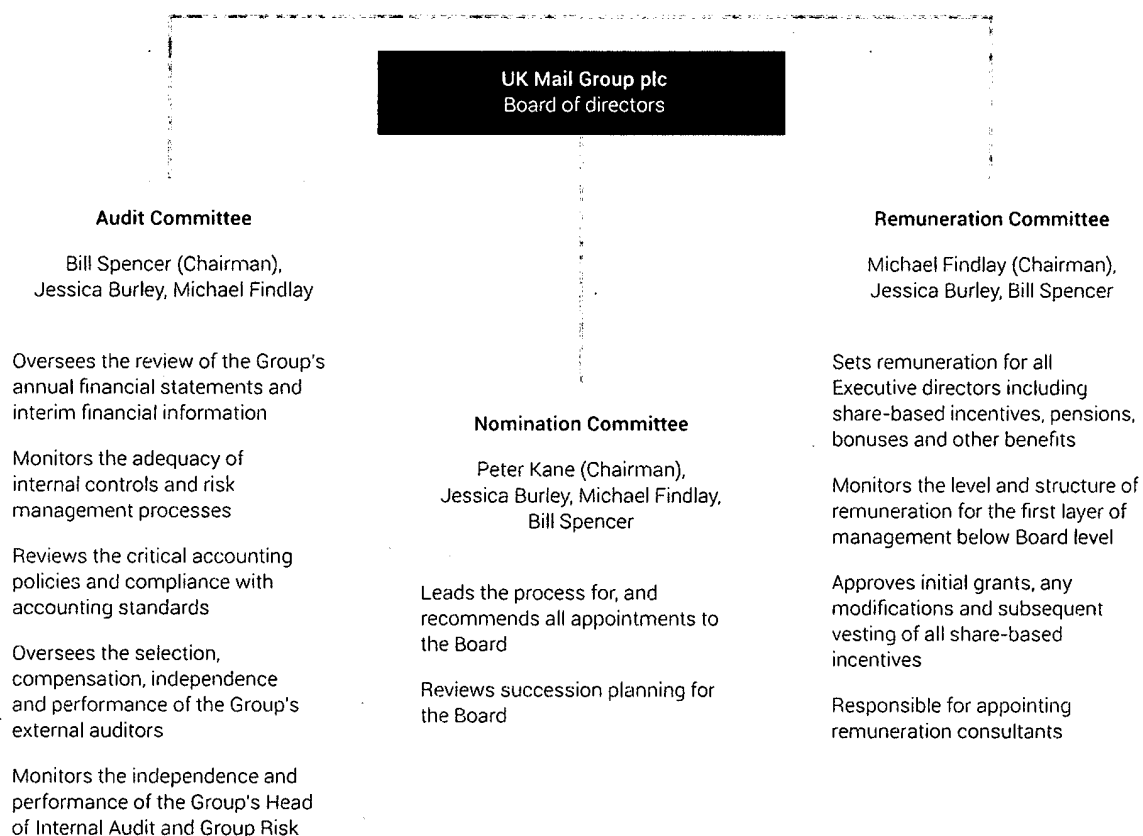 UK Mail Group plc
Board of directors
Audit Committee
Bill Spencer (Chairman),
Jessica Burley, Michael Findlay
Oversees the review of the Group's
annual financial statements and
interim financial information
Monitors the adequacy of
internal controls and risk
management processes
Reviews the critical accounting
policies and compliance with
accounting standards
Oversees the selection,
compensation, independence
and performance of the Group's
external auditors
Monitors the independence and
performance of the Group's Head
of Internal Audit and Group Risk
Nomination Committee
Peter Kane (Chairman),
Jessica Burley, Michael Findlay,
Bill Spencer
Leads the process for, and
recommends all appointments to
the Board
Reviews succession planning for
the Board
Remuneration Committee
Michael Findlay (Chairman),
Jessica Burley, Bill Spencer
Sets remuneration for all
Executive directors including
share-based incentives, pensions,
bonuses and other benefits
Monitors the level and structure of
remuneration for the first layer of
management below Board level
Approves initial grants, any
modifications and subsequent
vesting of all share-based
incentives
Responsible for appointing
remuneration consultants